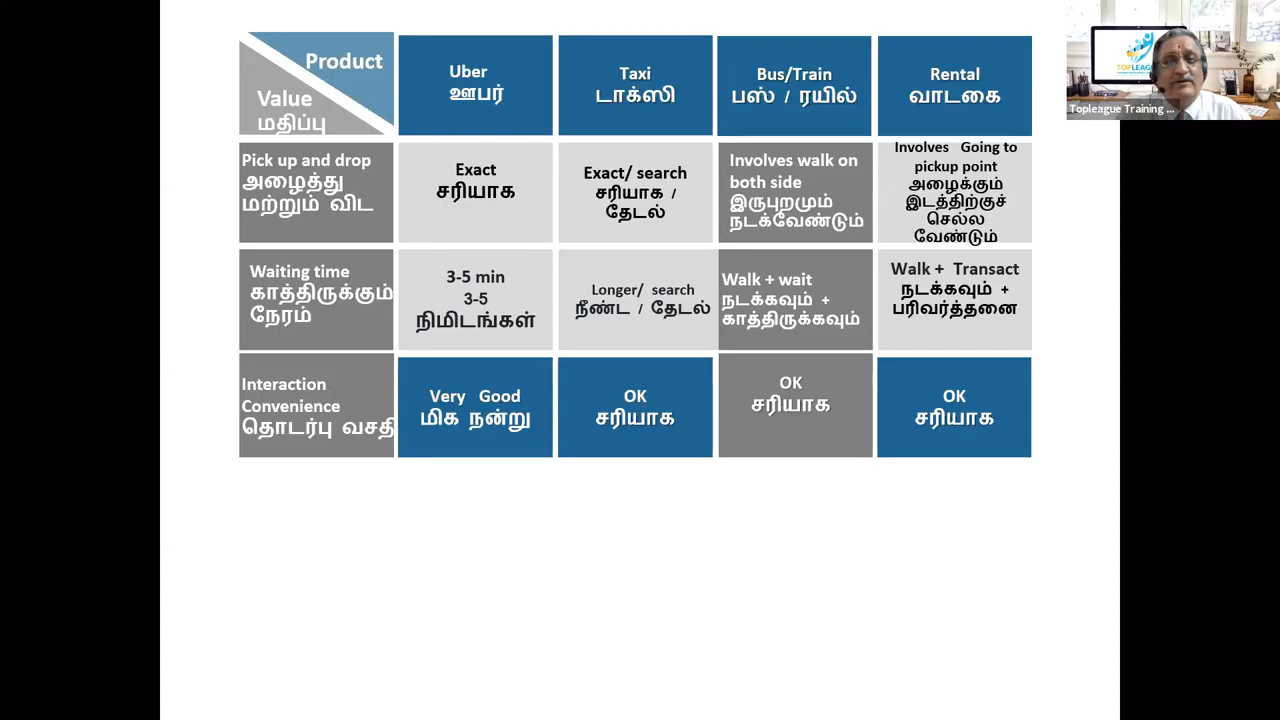 Product
Value
மதிப்பு
Uber
ஊபர்
Taxi
டாக்ஸி
Bus/Train
பஸ் / ரயில்
Rental
வாடகை
Pick up and drop
அழைத்து
மற்றும் விட
Exact
சரியாக
Exact/ search
சரியாக /
தேடல்
Involves walk on
both side
இருபுறமும்
நடக்வேண்டும்
Involves Going to
pickup point
அழைக்கும்
இடத்திற்குச்
செல்ல
வேண்டும்
Waiting time
காத்திருக்கும்
நேரம்
3-5 min
3-5
நிமிடங்கள்
Longer/ search
நீண்ட / தேடல்
Walk + wait
நடக்கவும் +
காத்திருக்கவும்
Walk + Transact
நடக்கவும் +
பரிவர்த்தனை
Interaction
Convenience
தொடர்பு வசதி
Very Good
மிக நன்று
OK
சரியாக
OK
சரியாக
OK
சரியாக
TOPLEAG
Topleague Training ...